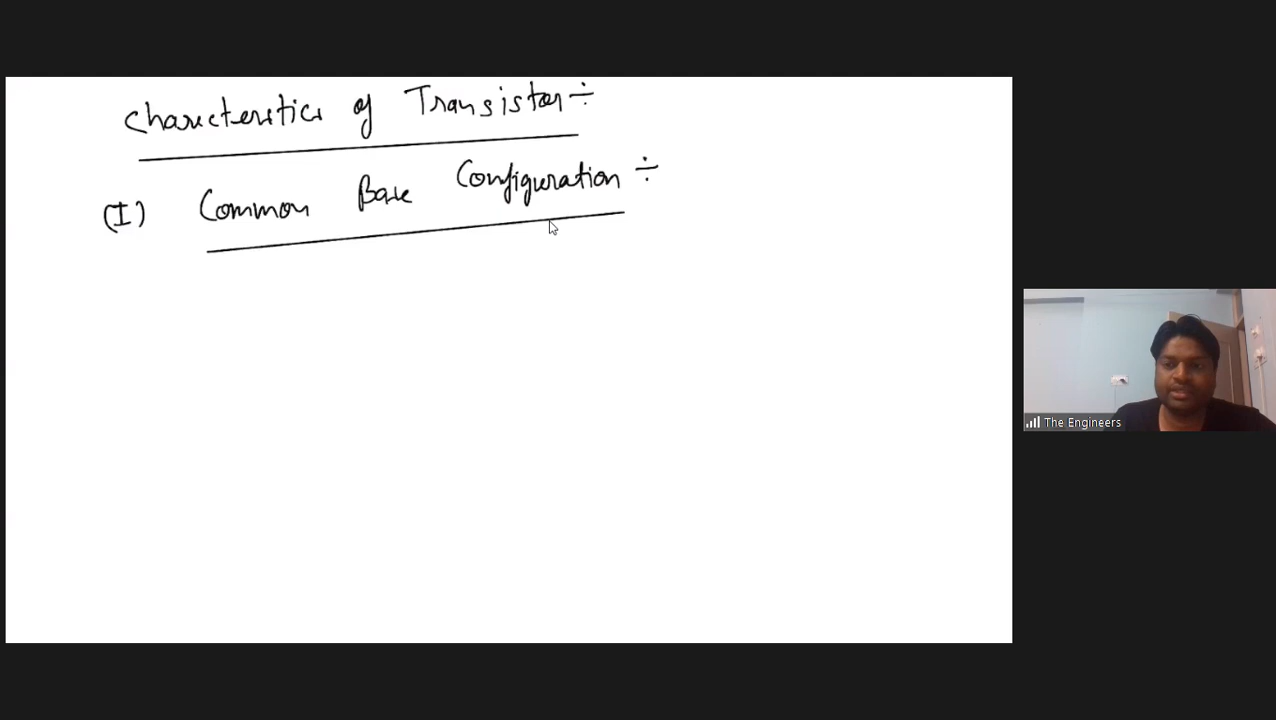 Characteristics of Transistor ÷
(I) Common Base Configuration ÷
The Engineers